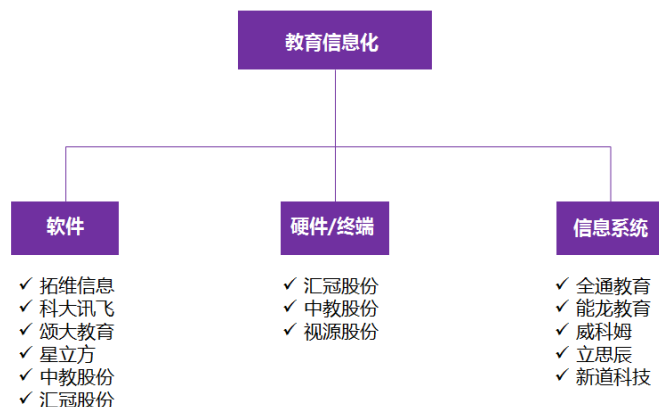 教育信息化
软件
硬件/终端
信息系统
✓ 拓维信息
✓ 科大讯飞
✓ 颂大教育
✓ 星立方
✓ 中教股份
✓ 汇冠股份
✓ 汇冠股份
✓ 中教股份
✓ 视源股份
✓ 全通教育
✓ 能龙教育
✓ 威科姆
✓ 立思辰
✓ 新道科技